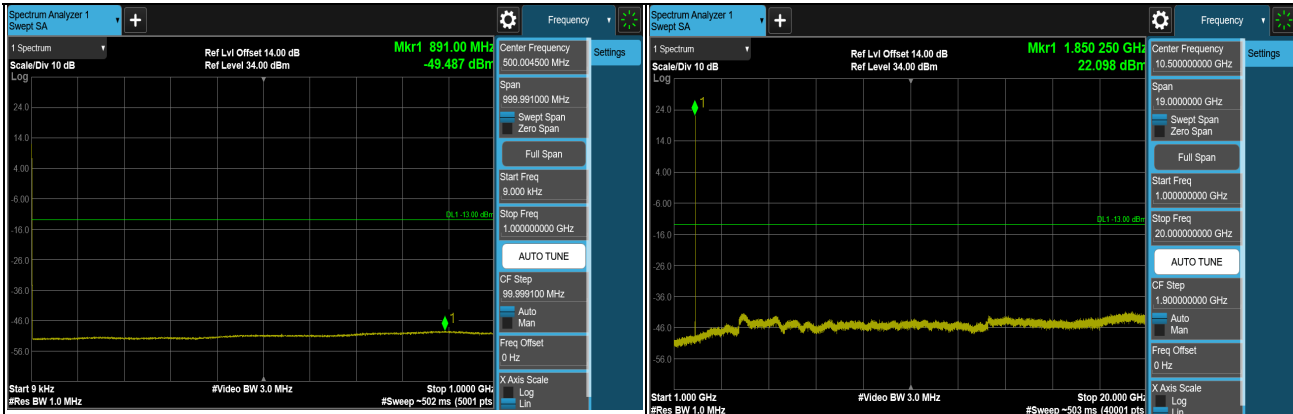 Spectrum Analyzer 1
Swept SA
Frequency
1 Spectrum
Scale/Div 10 dB
Ref Lvl Offset 14.00 dB
Ref Level 34.00 dBm
Mkr1 891.00 MHz
-49.487 dBm
Log
24.0
14.0
4.00
-6.00
-16.0
-26.0
-36.0
-46.0
-56.0
DL1 -13.00 dBm
1
Start 9 kHz
#Res BW 1.0 MHz
#Video BW 3.0 MHz
Stop 1.0000 GHz
#Sweep ~502 ms (5001 pts
Center Frequency
500.004500 MHz
Span
999.991000 MHz
Swept Span
Zero Span
Full Span
Start Freq
9.000 kHz
Stop Freq
1.000000000 GHz
AUTO TUNE
CF Step
99.999100 MHz
Auto
Man
Freq Offset
0 Hz
X Axis Scale
Log
Lin
Settings
Spectrum Analyzer 1
Swept SA
Frequency
1 Spectrum
Scale/Div 10 dB
Ref Lvl Offset 14.00 dB
Ref Level 34.00 dBm
Mkr1 1.850 250 GHz
22.098 dBm
Log
24.0
14.0
4.00
-6.00
-16.0
-26.0
-36.0
-46.0
-56.0
DL1 -13.00 dBm
1
Start 1.000 GHz
#Res BW 1.0 MHz
#Video BW 3.0 MHz
Stop 20.000 GHz
#Sweep ~503 ms (40001 pts
Center Frequency
10.500000000 GHz
Span
19.0000000 GHz
Swept Span
Zero Span
Full Span
Start Freq
1.000000000 GHz
Stop Freq
20.000000000 GHz
AUTO TUNE
CF Step
1.900000000 GHz
Auto
Man
Freq Offset
0 Hz
X Axis Scale
Log
Lin
Settings